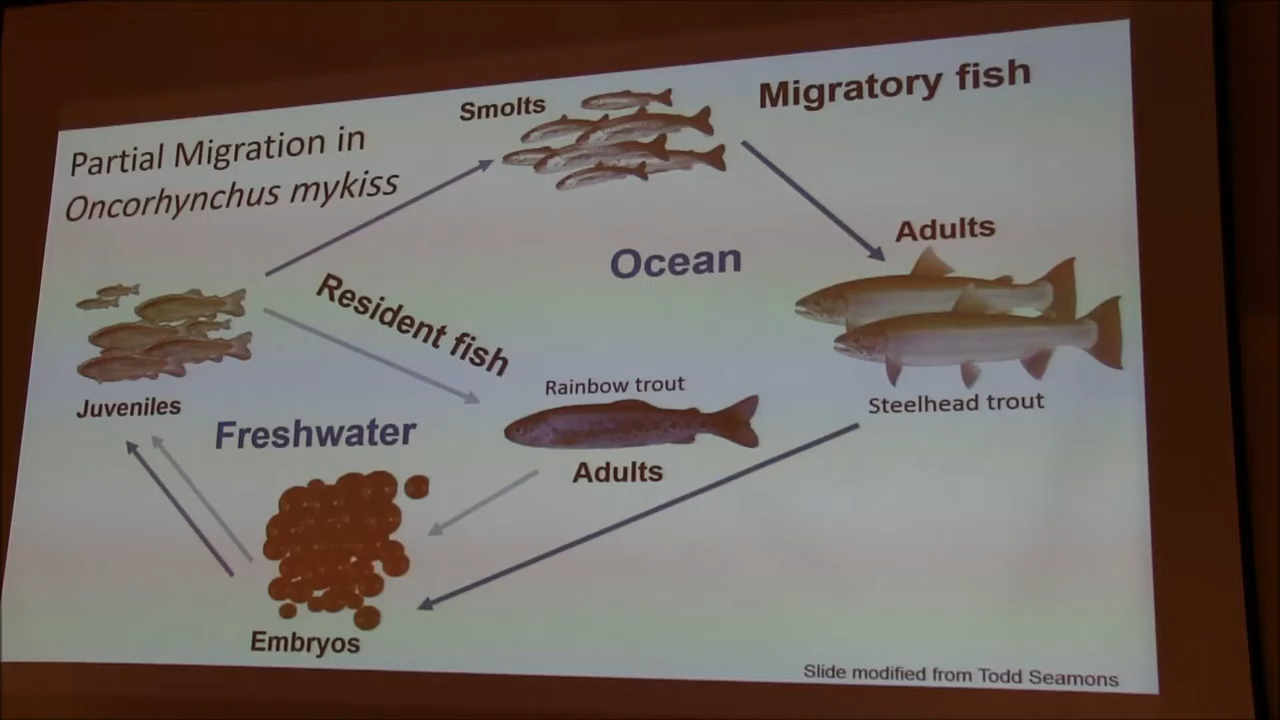 Partial Migration in
Oncorhynchus mykiss
Smolts
Migratory fish
Adults
Ocean
Resident fish
Juveniles
Freshwater
Rainbow trout
Adults
Steelhead trout
Embryos
Slide modified from Todd Seamons